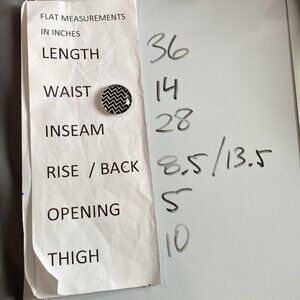 FLAT MEASUREMENTS
IN INCHES
LENGTH 36
WAIST 14
INSEAM 28
RISE / BACK 8.5/13.5
OPENING 5
THIGH 10